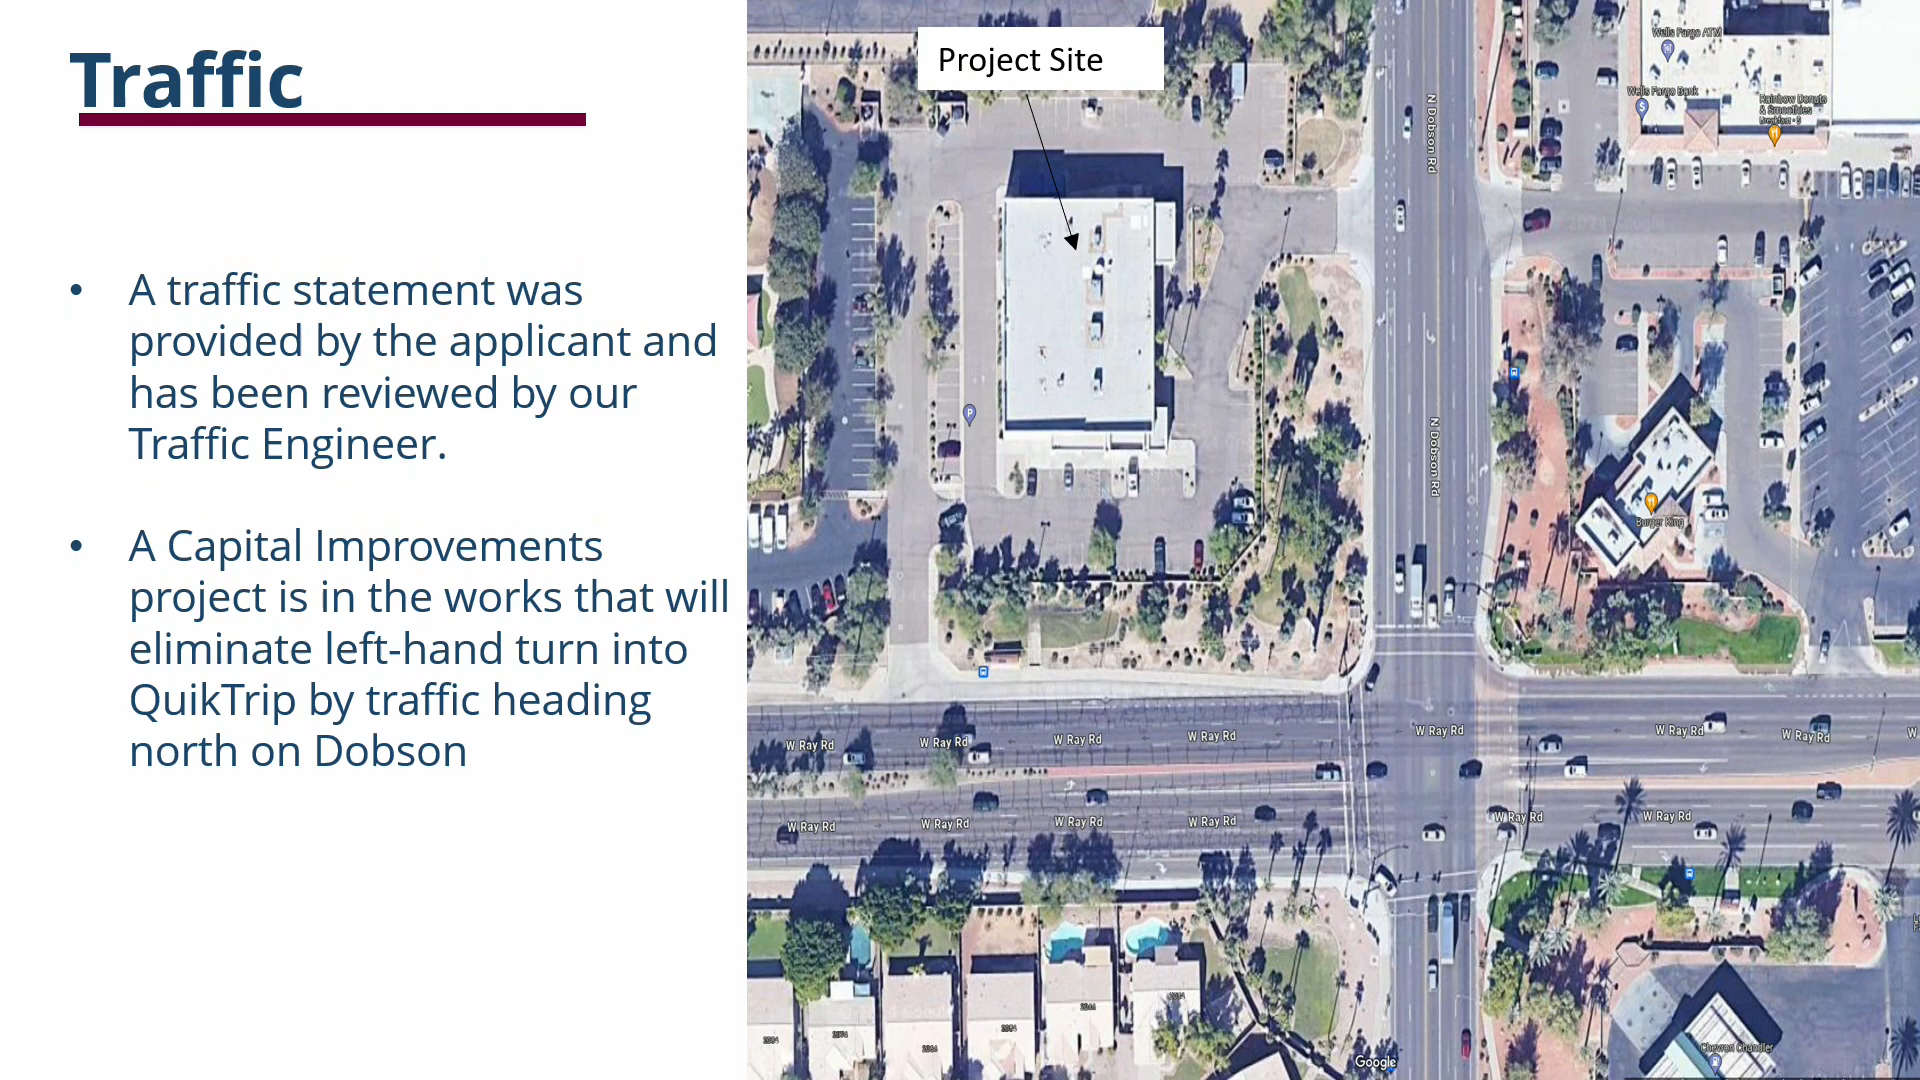 Traffic
• A traffic statement was
provided by the applicant and
has been reviewed by our
Traffic Engineer.
• A Capital Improvements
project is in the works that will
eliminate left-hand turn into
QuikTrip by traffic heading
north on Dobson
Project Site
Wells Fargo ATM
Wells Fargo Bank
Rainbow Donuts
& Smoothies
Breakfast • $
N Dobson Rd
N Dobson Rd
P
Burger King
W Ray Rd
W Ray Rd
W Ray Rd
W Ray Rd
W Ray Rd
W Ray Rd
W Ray Rd
W
W Ray Rd
W Ray Rd
W Ray Rd
W Ray Rd
W Ray Rd
W Ray Rd
Chevron Chandler
Google